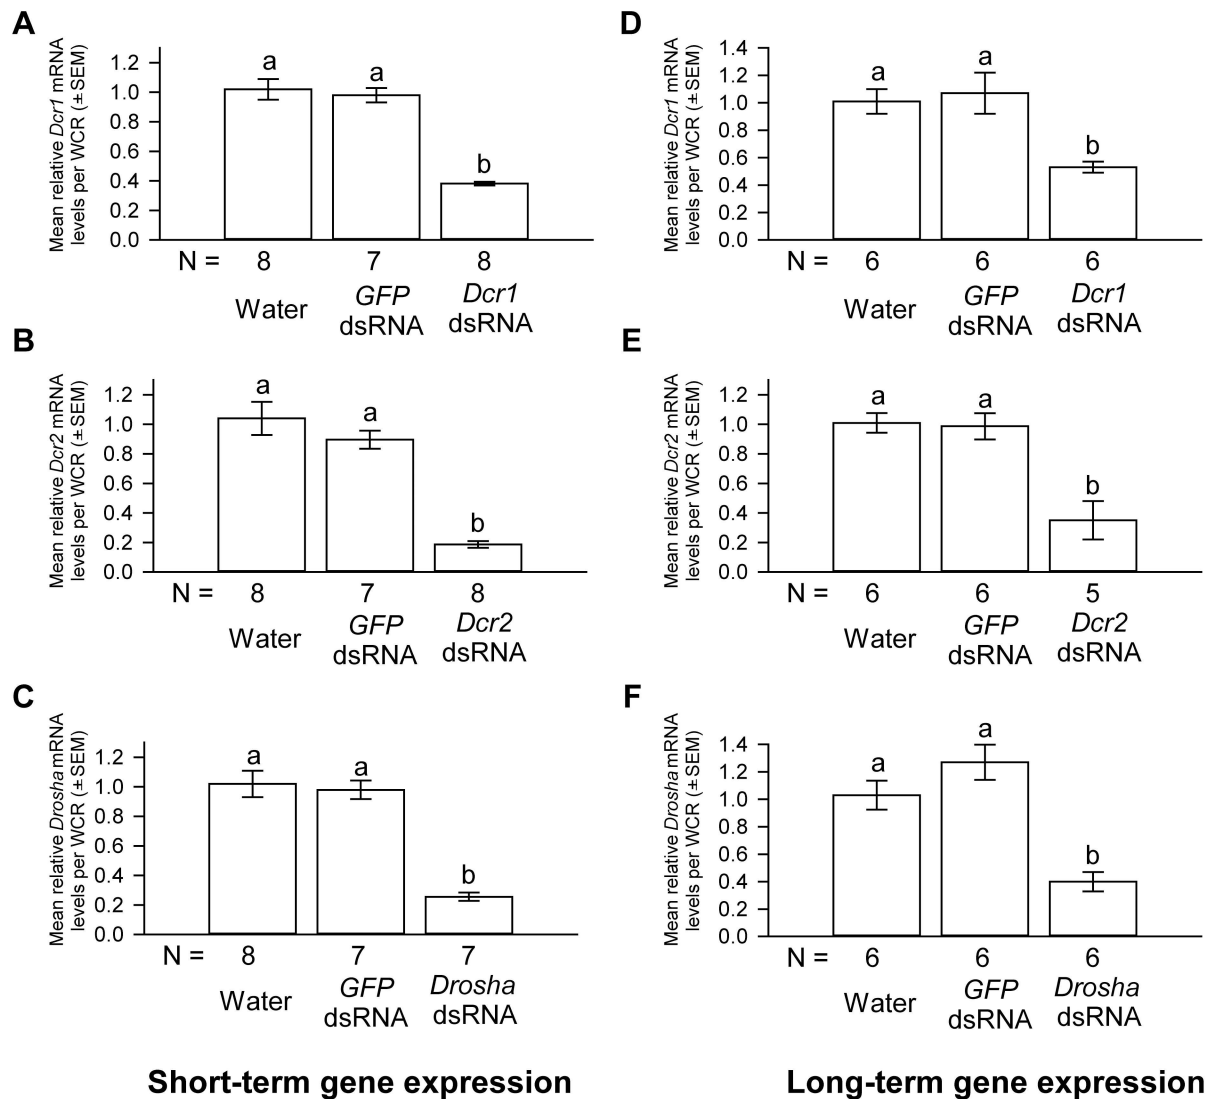 A
Mean relative Dcr1 mRNA
levels per WCR (±SEM)
1.2
1.0
0.8
0.6
0.4
0.2
0.0
a
a
b
N =
8
7
8
Water
GFP
dsRNA
Dcr1
dsRNA
D
Mean relative Dcr1 mRNA
levels per WCR (±SEM)
1.4
1.2
1.0
0.8
0.6
0.4
0.2
0.0
a
a
b
N =
6
6
6
Water
GFP
dsRNA
Dcr1
dsRNA
B
Mean relative Dcr2 mRNA
levels per WCR (±SEM)
1.2
1.0
0.8
0.6
0.4
0.2
0.0
a
a
b
N =
8
7
8
Water
GFP
dsRNA
Dcr2
dsRNA
E
Mean relative Dcr2 mRNA
levels per WCR (±SEM)
1.2
1.0
0.8
0.6
0.4
0.2
0.0
a
a
b
N =
6
6
5
Water
GFP
dsRNA
Dcr2
dsRNA
C
Mean relative Drosha mRNA
levels per WCR (±SEM)
1.2
1.0
0.8
0.6
0.4
0.2
0.0
a
a
b
N =
8
7
7
Water
GFP
dsRNA
Drosha
dsRNA
F
Mean relative Drosha mRNA
levels per WCR (±SEM)
1.4
1.2
1.0
0.8
0.6
0.4
0.2
0.0
a
a
b
N =
6
6
6
Water
GFP
dsRNA
Drosha
dsRNA
Short-term gene expression
Long-term gene expression